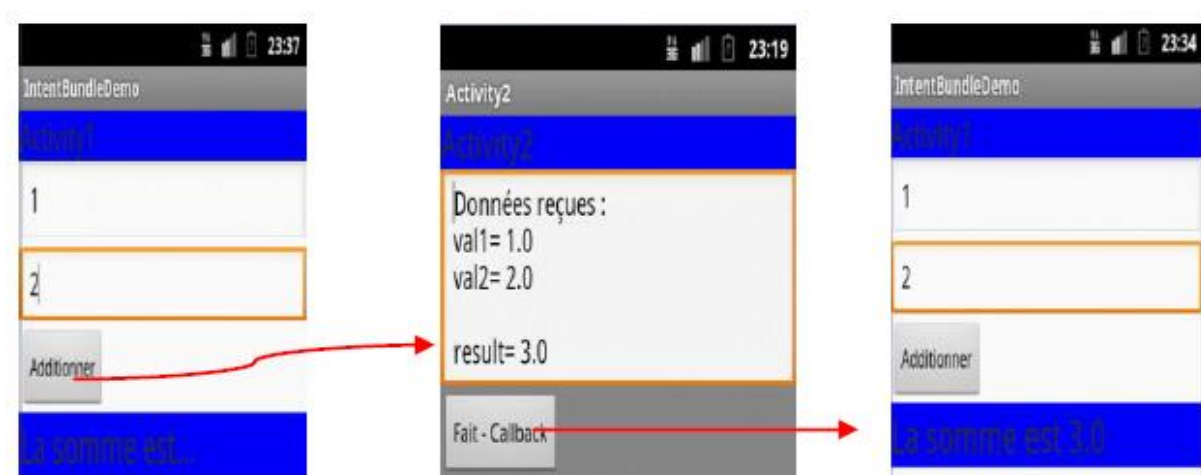 23:37
IntentBundleDemo
Activity1
1
2
Additionner
La somme est...
23:19
Activity2
Activity2
Données reçues :
val1= 1.0
val2= 2.0
result= 3.0
Fait - Callback
23:34
IntentBundleDemo
Activity1
1
2
Additionner
La somme est 3.0